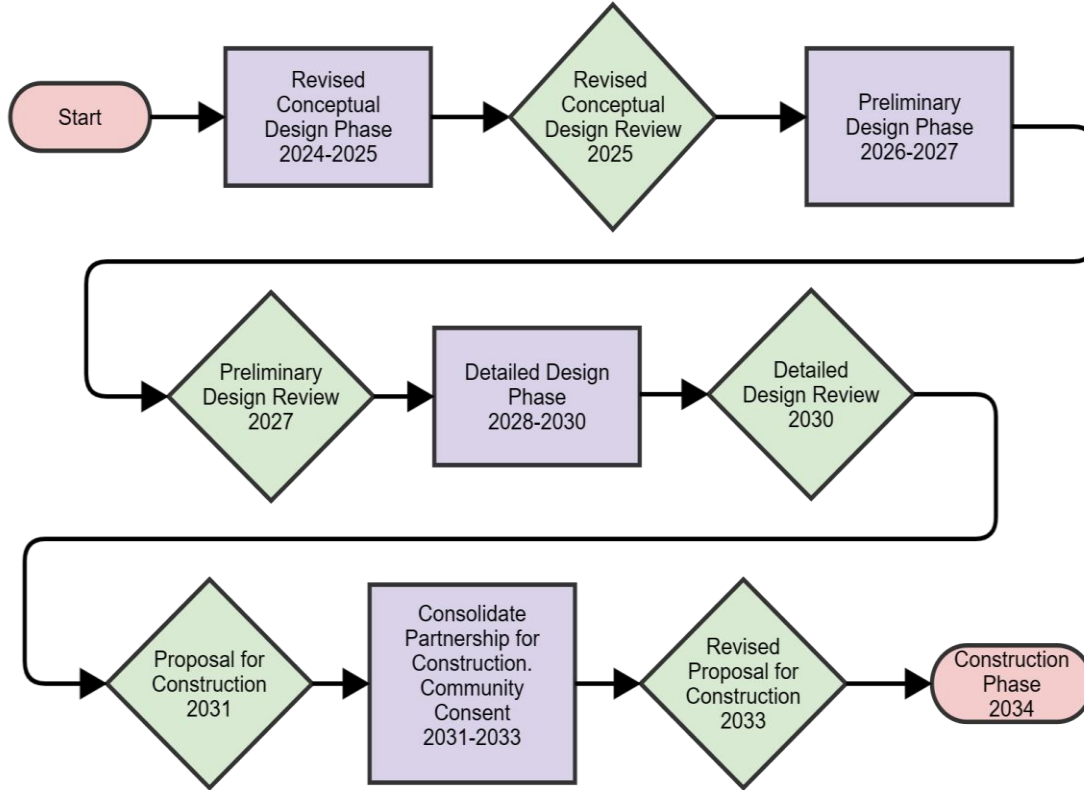 Start
Revised
Conceptual
Design Phase
2024-2025
Revised
Conceptual
Design Review
2025
Preliminary
Design Phase
2026-2027
Preliminary
Design Review
2027
Detailed Design
Phase
2028-2030
Detailed
Design Review
2030
Proposal for
Construction
2031
Consolidate
Partnership for
Construction.
Community
Consent
2031-2033
Revised
Proposal for
Construction
2033
Construction
Phase
2034